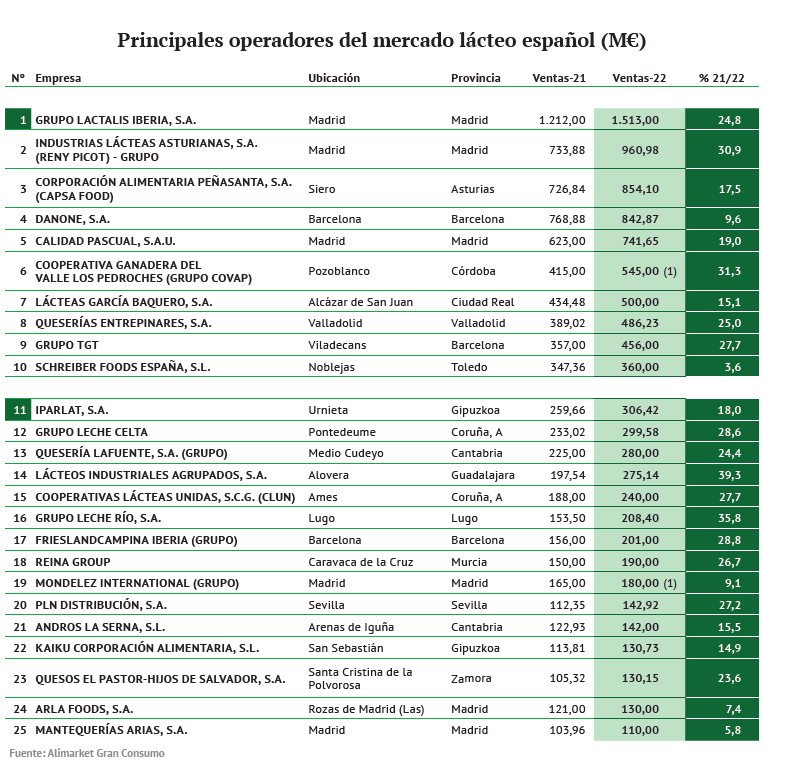 Principales operadores del mercado lácteo español (M€)
Nº Empresa Ubicación Provincia Ventas-21 Ventas-22 % 21/22
1 GRUPO LACTALIS IBERIA, S.A. Madrid Madrid 1.212,00 1.513,00 24,8
2 INDUSTRIAS LÁCTEAS ASTURIANAS, S.A.
(RENY PICOT) - GRUPO Madrid Madrid 733,88 960,98 30,9
3 CORPORACIÓN ALIMENTARIA PEÑASANTA, S.A.
(CAPSA FOOD) Siero Asturias 726,84 854,10 17,5
4 DANONE, S.A. Barcelona Barcelona 768,88 842,87 9,6
5 CALIDAD PASCUAL, S.A.U. Madrid Madrid 623,00 741,65 19,0
6 COOPERATIVA GANADERA DEL
VALLE LOS PEDROCHES (GRUPO COVAP) Pozoblanco Córdoba 415,00 545,00 (1) 31,3
7 LÁCTEAS GARCÍA BAQUERO, S.A. Alcázar de San Juan Ciudad Real 434,48 500,00 15,1
8 QUESERÍAS ENTREPINARES, S.A. Valladolid Valladolid 389,02 486,23 25,0
9 GRUPO TGT Viladecans Barcelona 357,00 456,00 27,7
10 SCHREIBER FOODS ESPAÑA, S.L. Noblejas Toledo 347,36 360,00 3,6
11 IPARLAT, S.A. Urnieta Gipuzkoa 259,66 306,42 18,0
12 GRUPO LECHE CELTA Pontedeume Coruña, A 233,02 299,58 28,6
13 QUESERÍA LAFUENTE, S.A. (GRUPO) Medio Cudeyo Cantabria 225,00 280,00 24,4
14 LÁCTEOS INDUSTRIALES AGRUPADOS, S.A. Alovera Guadalajara 197,54 275,14 39,3
15 COOPERATIVAS LÁCTEAS UNIDAS, S.C.G. (CLUN) Ames Coruña, A 188,00 240,00 27,7
16 GRUPO LECHE RÍO, S.A. Lugo Lugo 153,50 208,40 35,8
17 FRIESLANDCAMPINA IBERIA (GRUPO) Barcelona Barcelona 156,00 201,00 28,8
18 REINA GROUP Caravaca de la Cruz Murcia 150,00 190,00 26,7
19 MONDELEZ INTERNATIONAL (GRUPO) Madrid Madrid 165,00 180,00 (1) 9,1
20 PLN DISTRIBUCIÓN, S.A. Sevilla Sevilla 112,35 142,92 27,2
21 ANDROS LA SERNA, S.L. Arenas de Iguña Cantabria 122,93 142,00 15,5
22 KAIKU CORPORACIÓN ALIMENTARIA, S.L. San Sebastián Gipuzkoa 113,81 130,73 14,9
23 QUESOS EL PASTOR-HIJOS DE SALVADOR, S.A. Santa Cristina de la
Polvorosa Zamora 105,32 130,15 23,6
24 ARLA FOODS, S.A. Rozas de Madrid (Las) Madrid 121,00 130,00 7,4
25 MANTEQUERÍAS ARIAS, S.A. Madrid Madrid 103,96 110,00 5,8
Fuente: Alimarket Gran Consumo